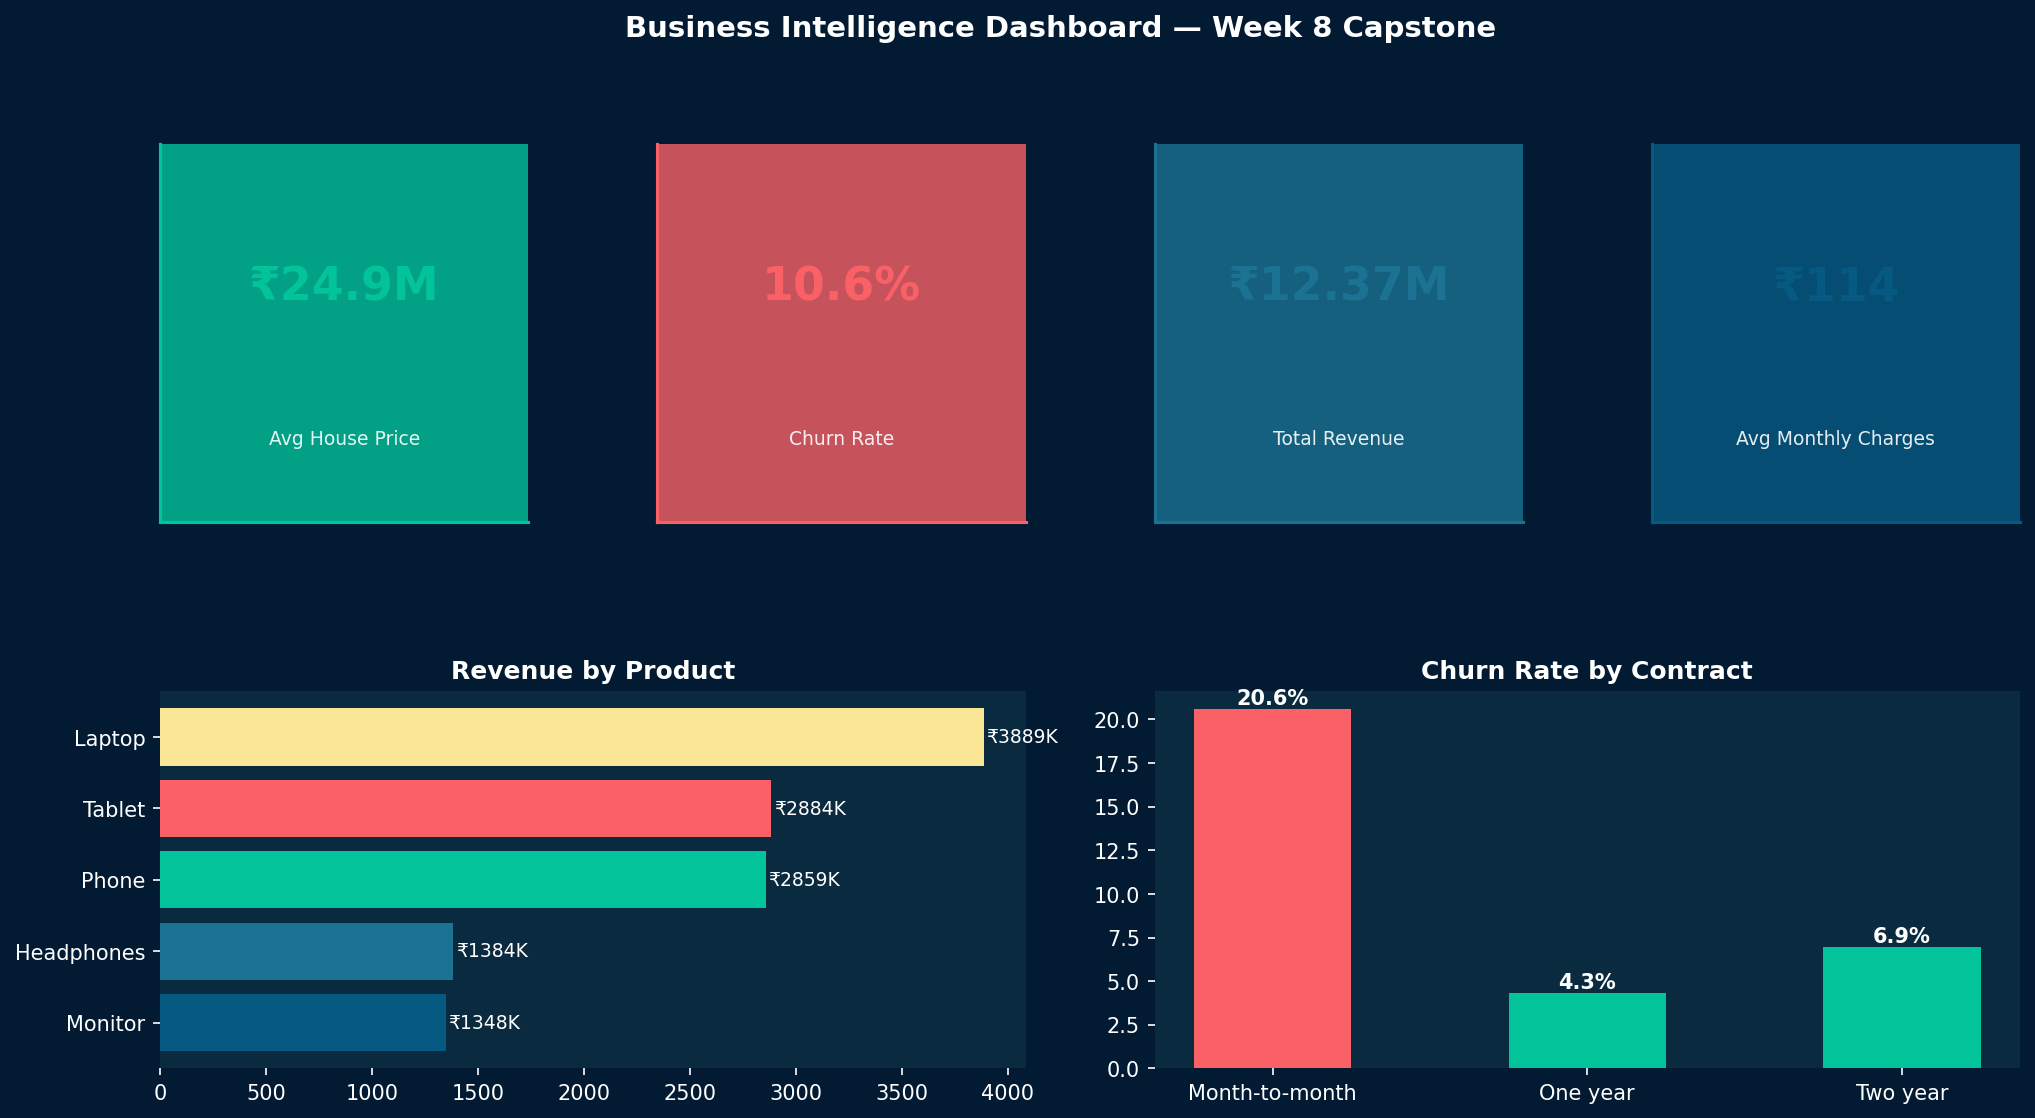 Business Intelligence Dashboard — Week 8 Capstone
₹24.9M
Avg House Price
10.6%
Churn Rate
₹12.37M
Total Revenue
₹114
Avg Monthly Charges
Revenue by Product
Laptop
₹3889K
Tablet
₹2884K
Phone
₹2859K
Headphones
₹1384K
Monitor
₹1348K
0 500 1000 1500 2000 2500 3000 3500 4000
Churn Rate by Contract
20.6%
20.0
17.5
15.0
12.5
10.0
7.5
5.0
2.5
0.0
4.3%
6.9%
Month-to-month One year Two year